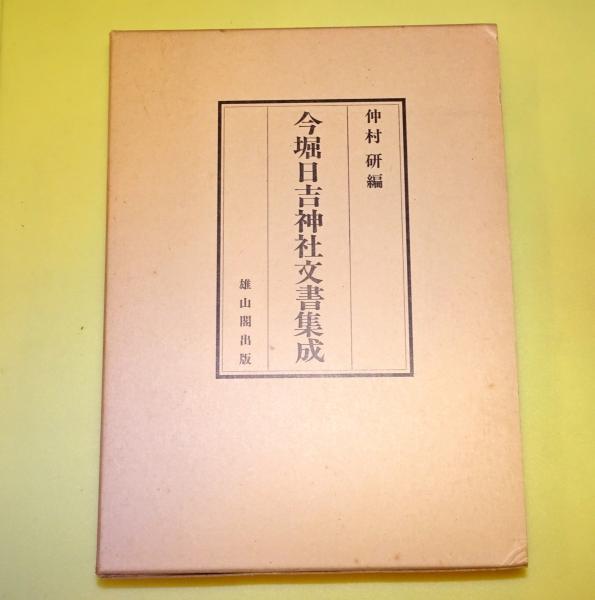 仲村 研 編
今堀日吉神社文書集成
雄山閣出版